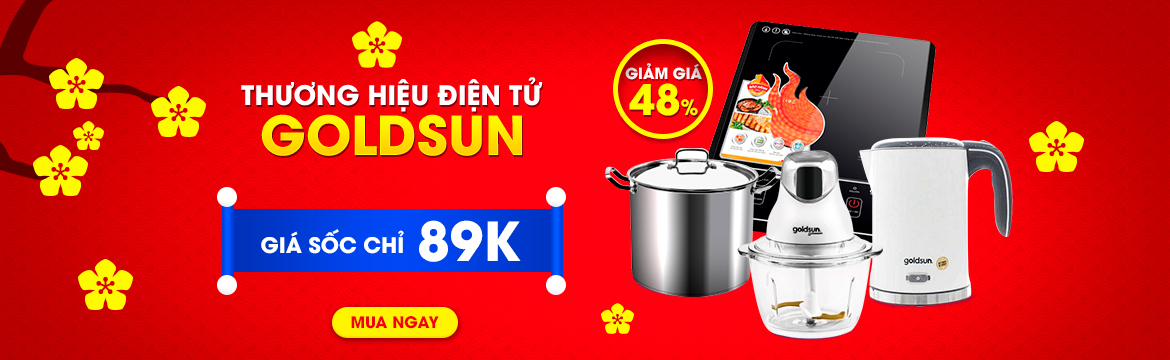 THƯƠNG HIỆU ĐIỆN TỬ
GOLDSUN
GIÁ SỐC CHỈ 89K
MUA NGAY
GIẢM GIÁ
48%
goldsun
goldsun